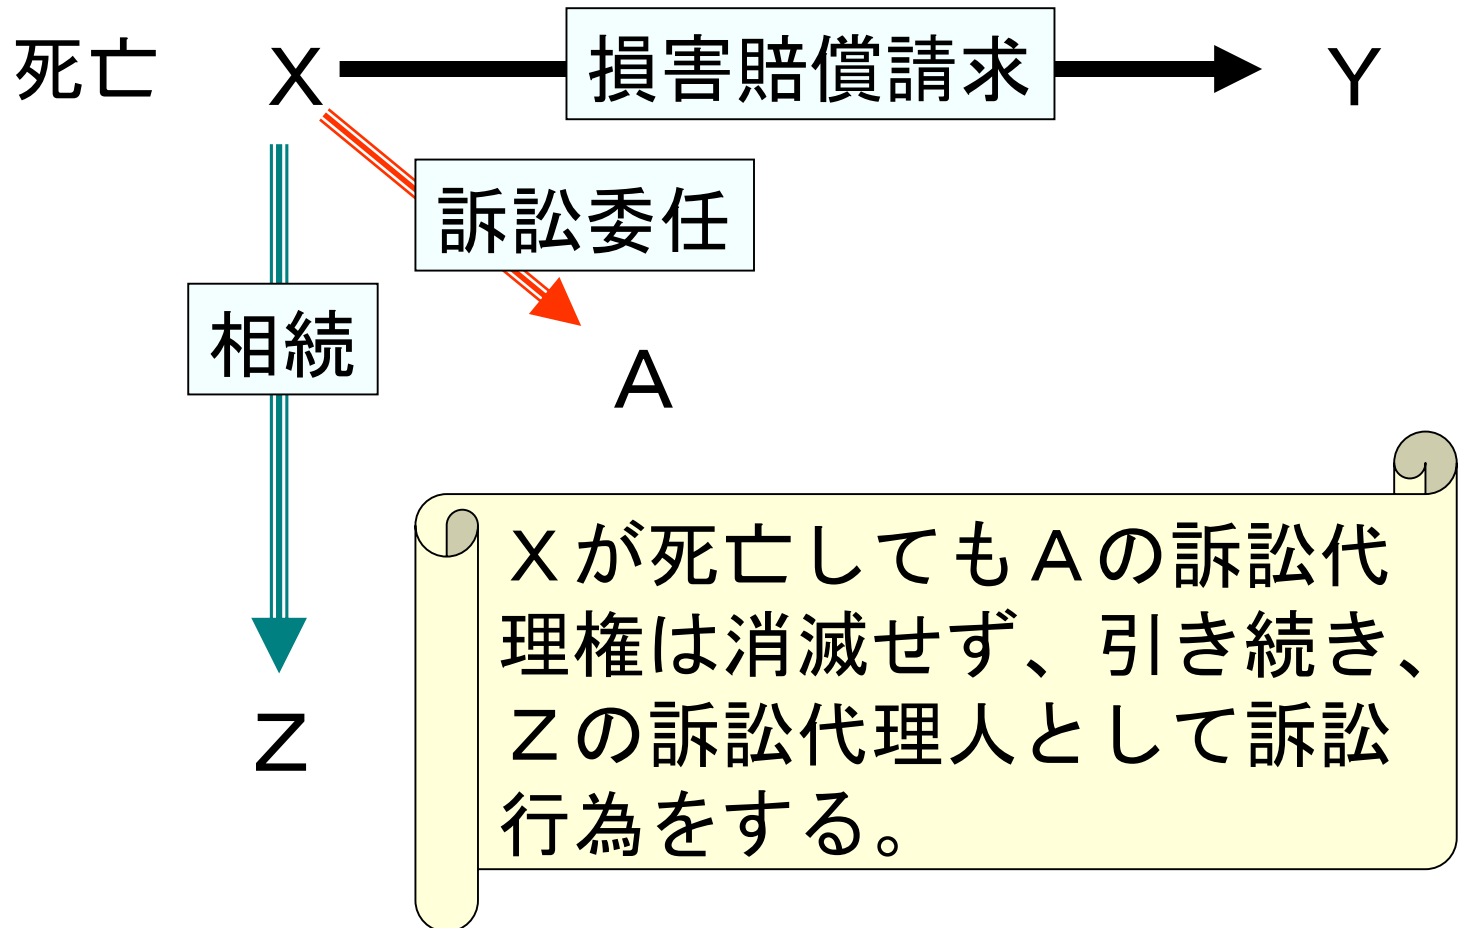 死亡 Ｘ 損害賠償請求 Ｙ
訴訟委任
相続
Ａ
Ｘが死亡してもＡの訴訟代
理権は消滅せず、引き続き、
Ｚの訴訟代理人として訴訟
行為をする。
Ｚ